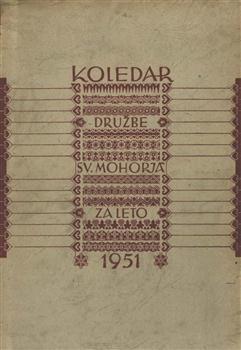 KOLEDAR
DRUŽBE
SV. MOHORJA
ZA LETO
1951